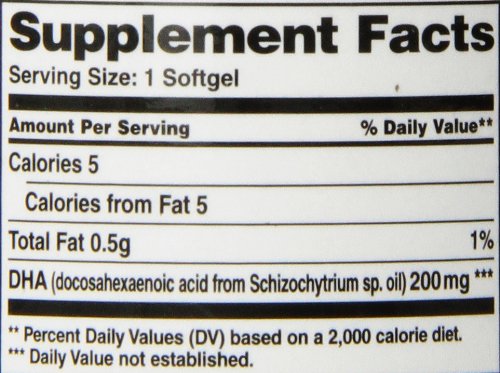 Supplement Facts
Serving Size: 1 Softgel
Amount Per Serving % Daily Value**
Calories 5
Calories from Fat 5
Total Fat 0.5g 1%
DHA (docosahexaenoic acid from Schizochytrium sp. oil) 200 mg ***
** Percent Daily Values (DV) based on a 2,000 calorie diet.
*** Daily Value not established.